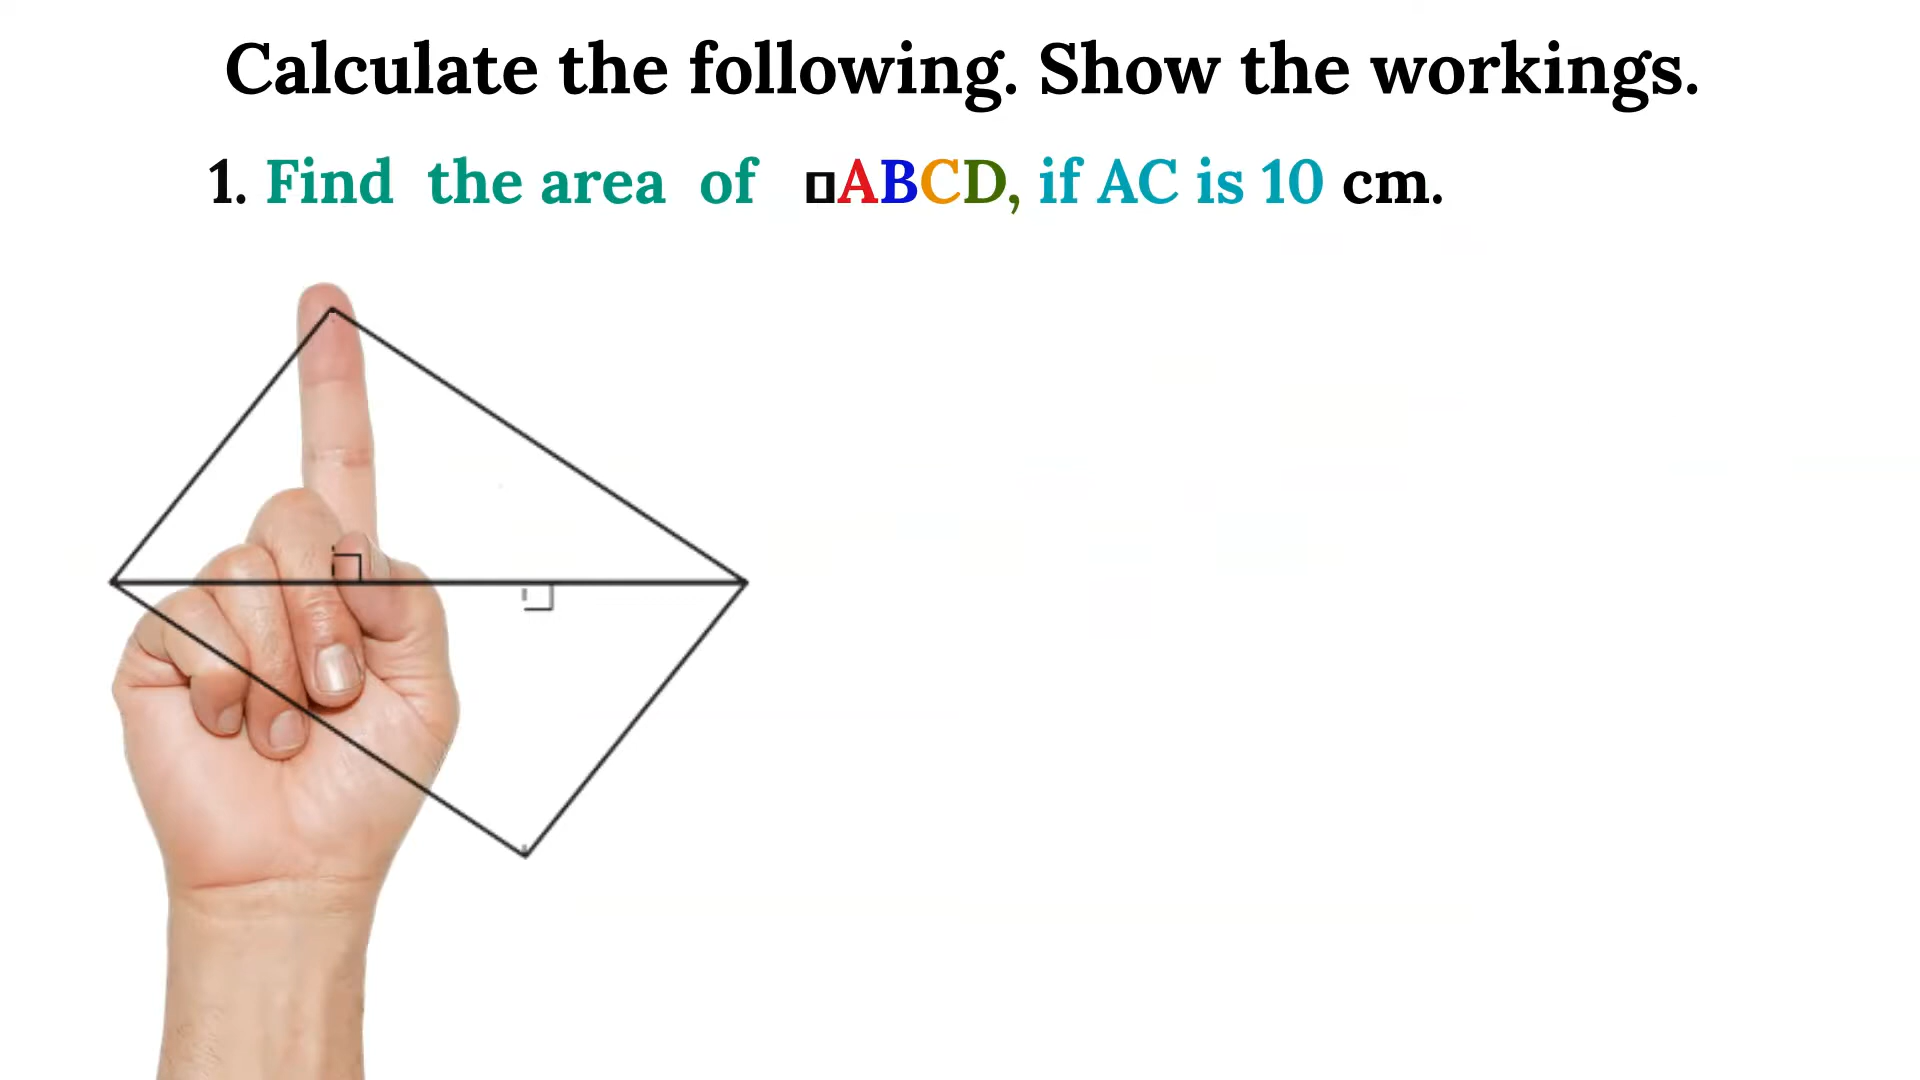 Calculate the following. Show the workings.
1. Find the area of □ABCD, if AC is 10 cm.